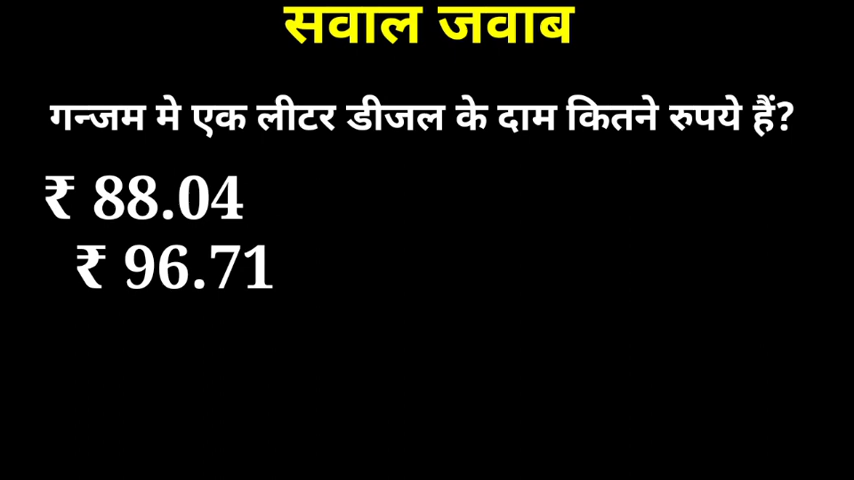 सवाल जवाब
गन्जम मे एक लीटर डीजल के दाम कितने रुपये हैं?
₹ 88.04
₹ 96.71